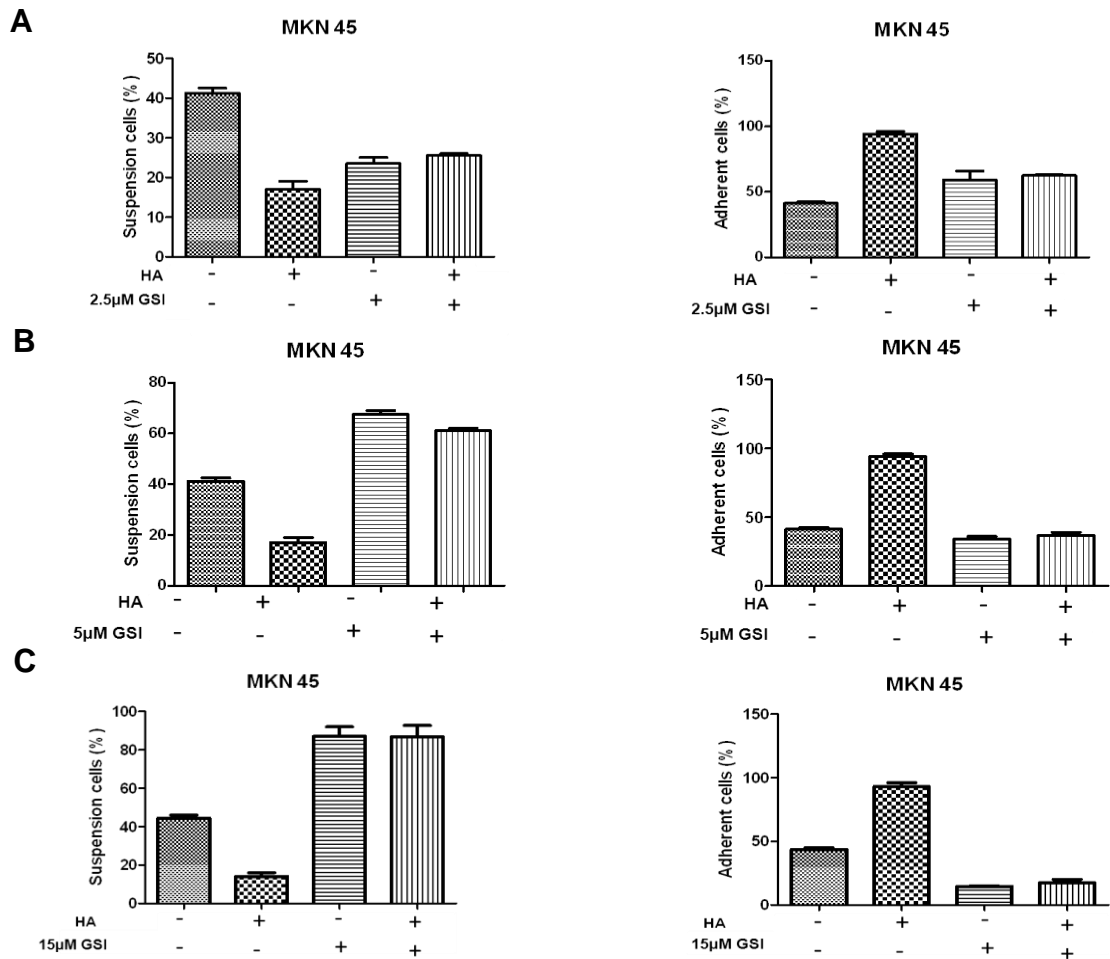 A
MKN 45
Suspension cells (%)
50
40
30
20
10
0
HA - + - +
2.5µM GSI - - + +
MKN 45
Adherent cells (%)
150
100
50
0
HA - + - +
2.5µM GSI - - + +
B
MKN 45
Suspension cells (%)
80
60
40
20
0
HA - + - +
5µM GSI - - + +
MKN 45
Adherent cells (%)
150
100
50
0
HA - + - +
5µM GSI - - + +
C
MKN 45
Suspension cells (%)
100
80
60
40
20
0
HA - + - +
15µM GSI - - + +
MKN 45
Adherent cells (%)
150
100
50
0
HA - + - +
15µM GSI - - + +